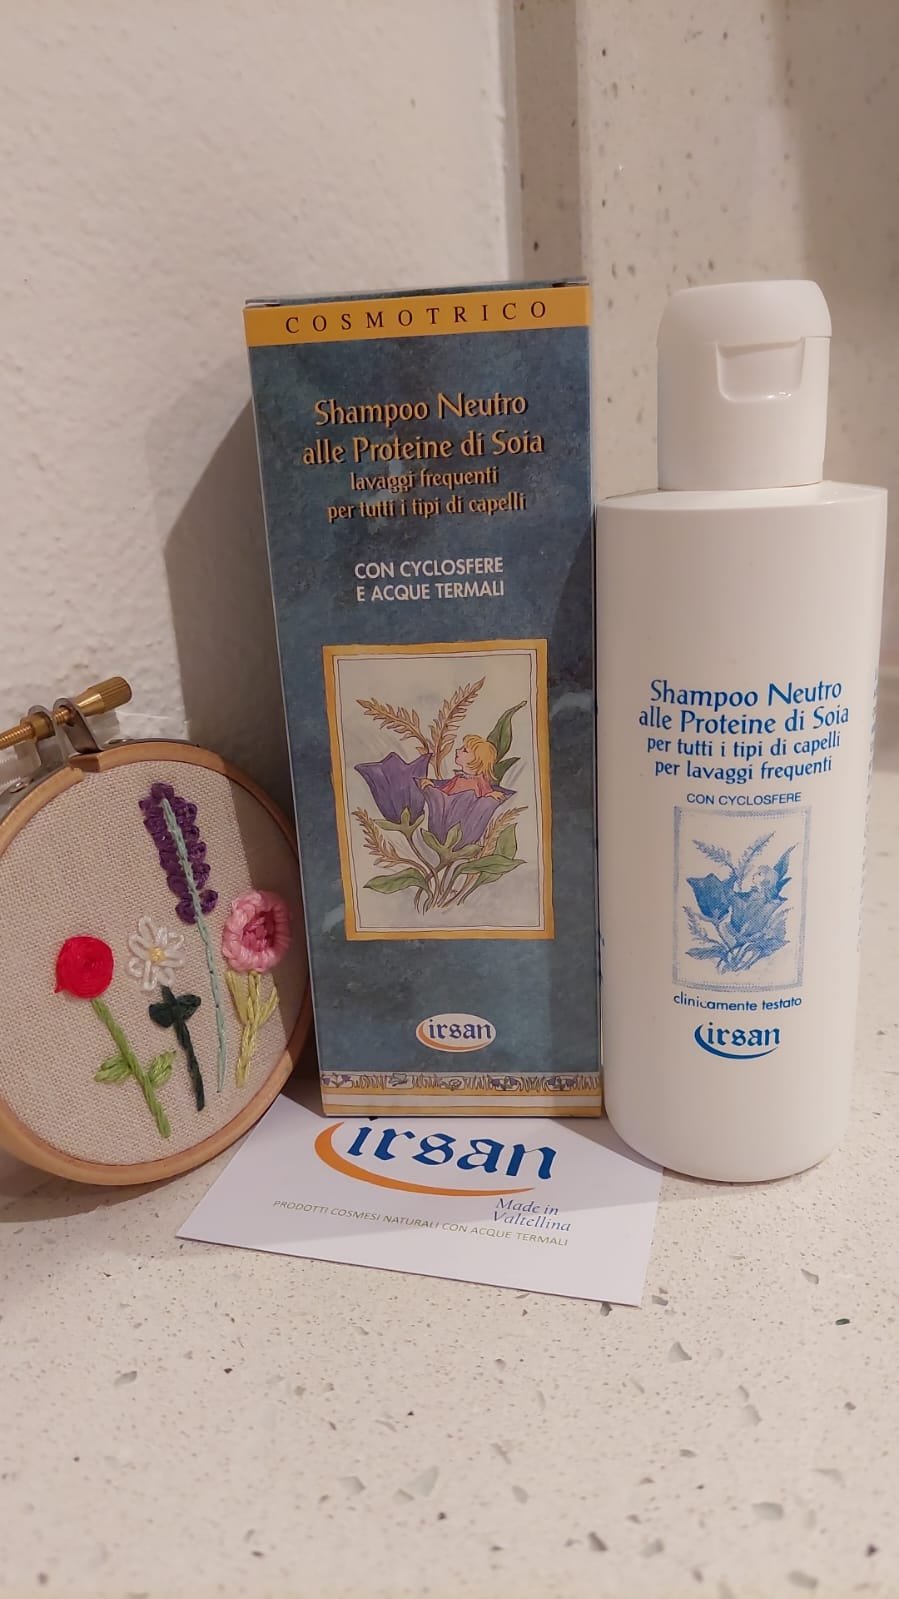 COSMOTRICO
Shampoo Neutro
alle Proteine di Soia
lavaggi frequenti
per tutti i tipi di capelli
CON CYCLOSFERE
E ACQUE TERMALI
irsan
Shampoo Neutro
alle Proteine di Soia
per tutti i tipi di capelli
per lavaggi frequenti
CON CYCLOSFERE
clinicamente testato
irsan
irsan
Made in
Valtellina
PRODOTTI COSMESI NATURALI CON ACQUE TERMALI